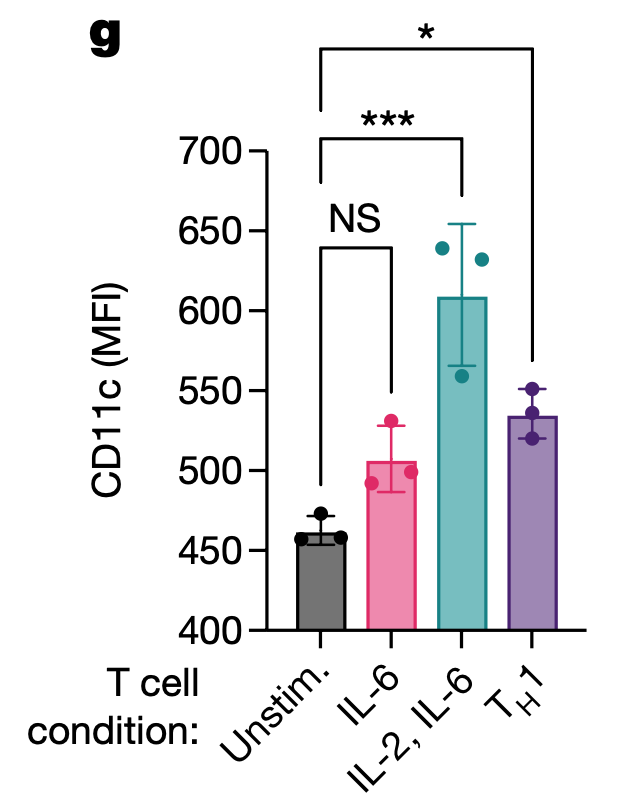 g
*
***
NS
700
650
600
550
500
450
400
CD11c (MFI)
T cell
condition:
Unstim.
IL-6
IL-2, IL-6
TH1